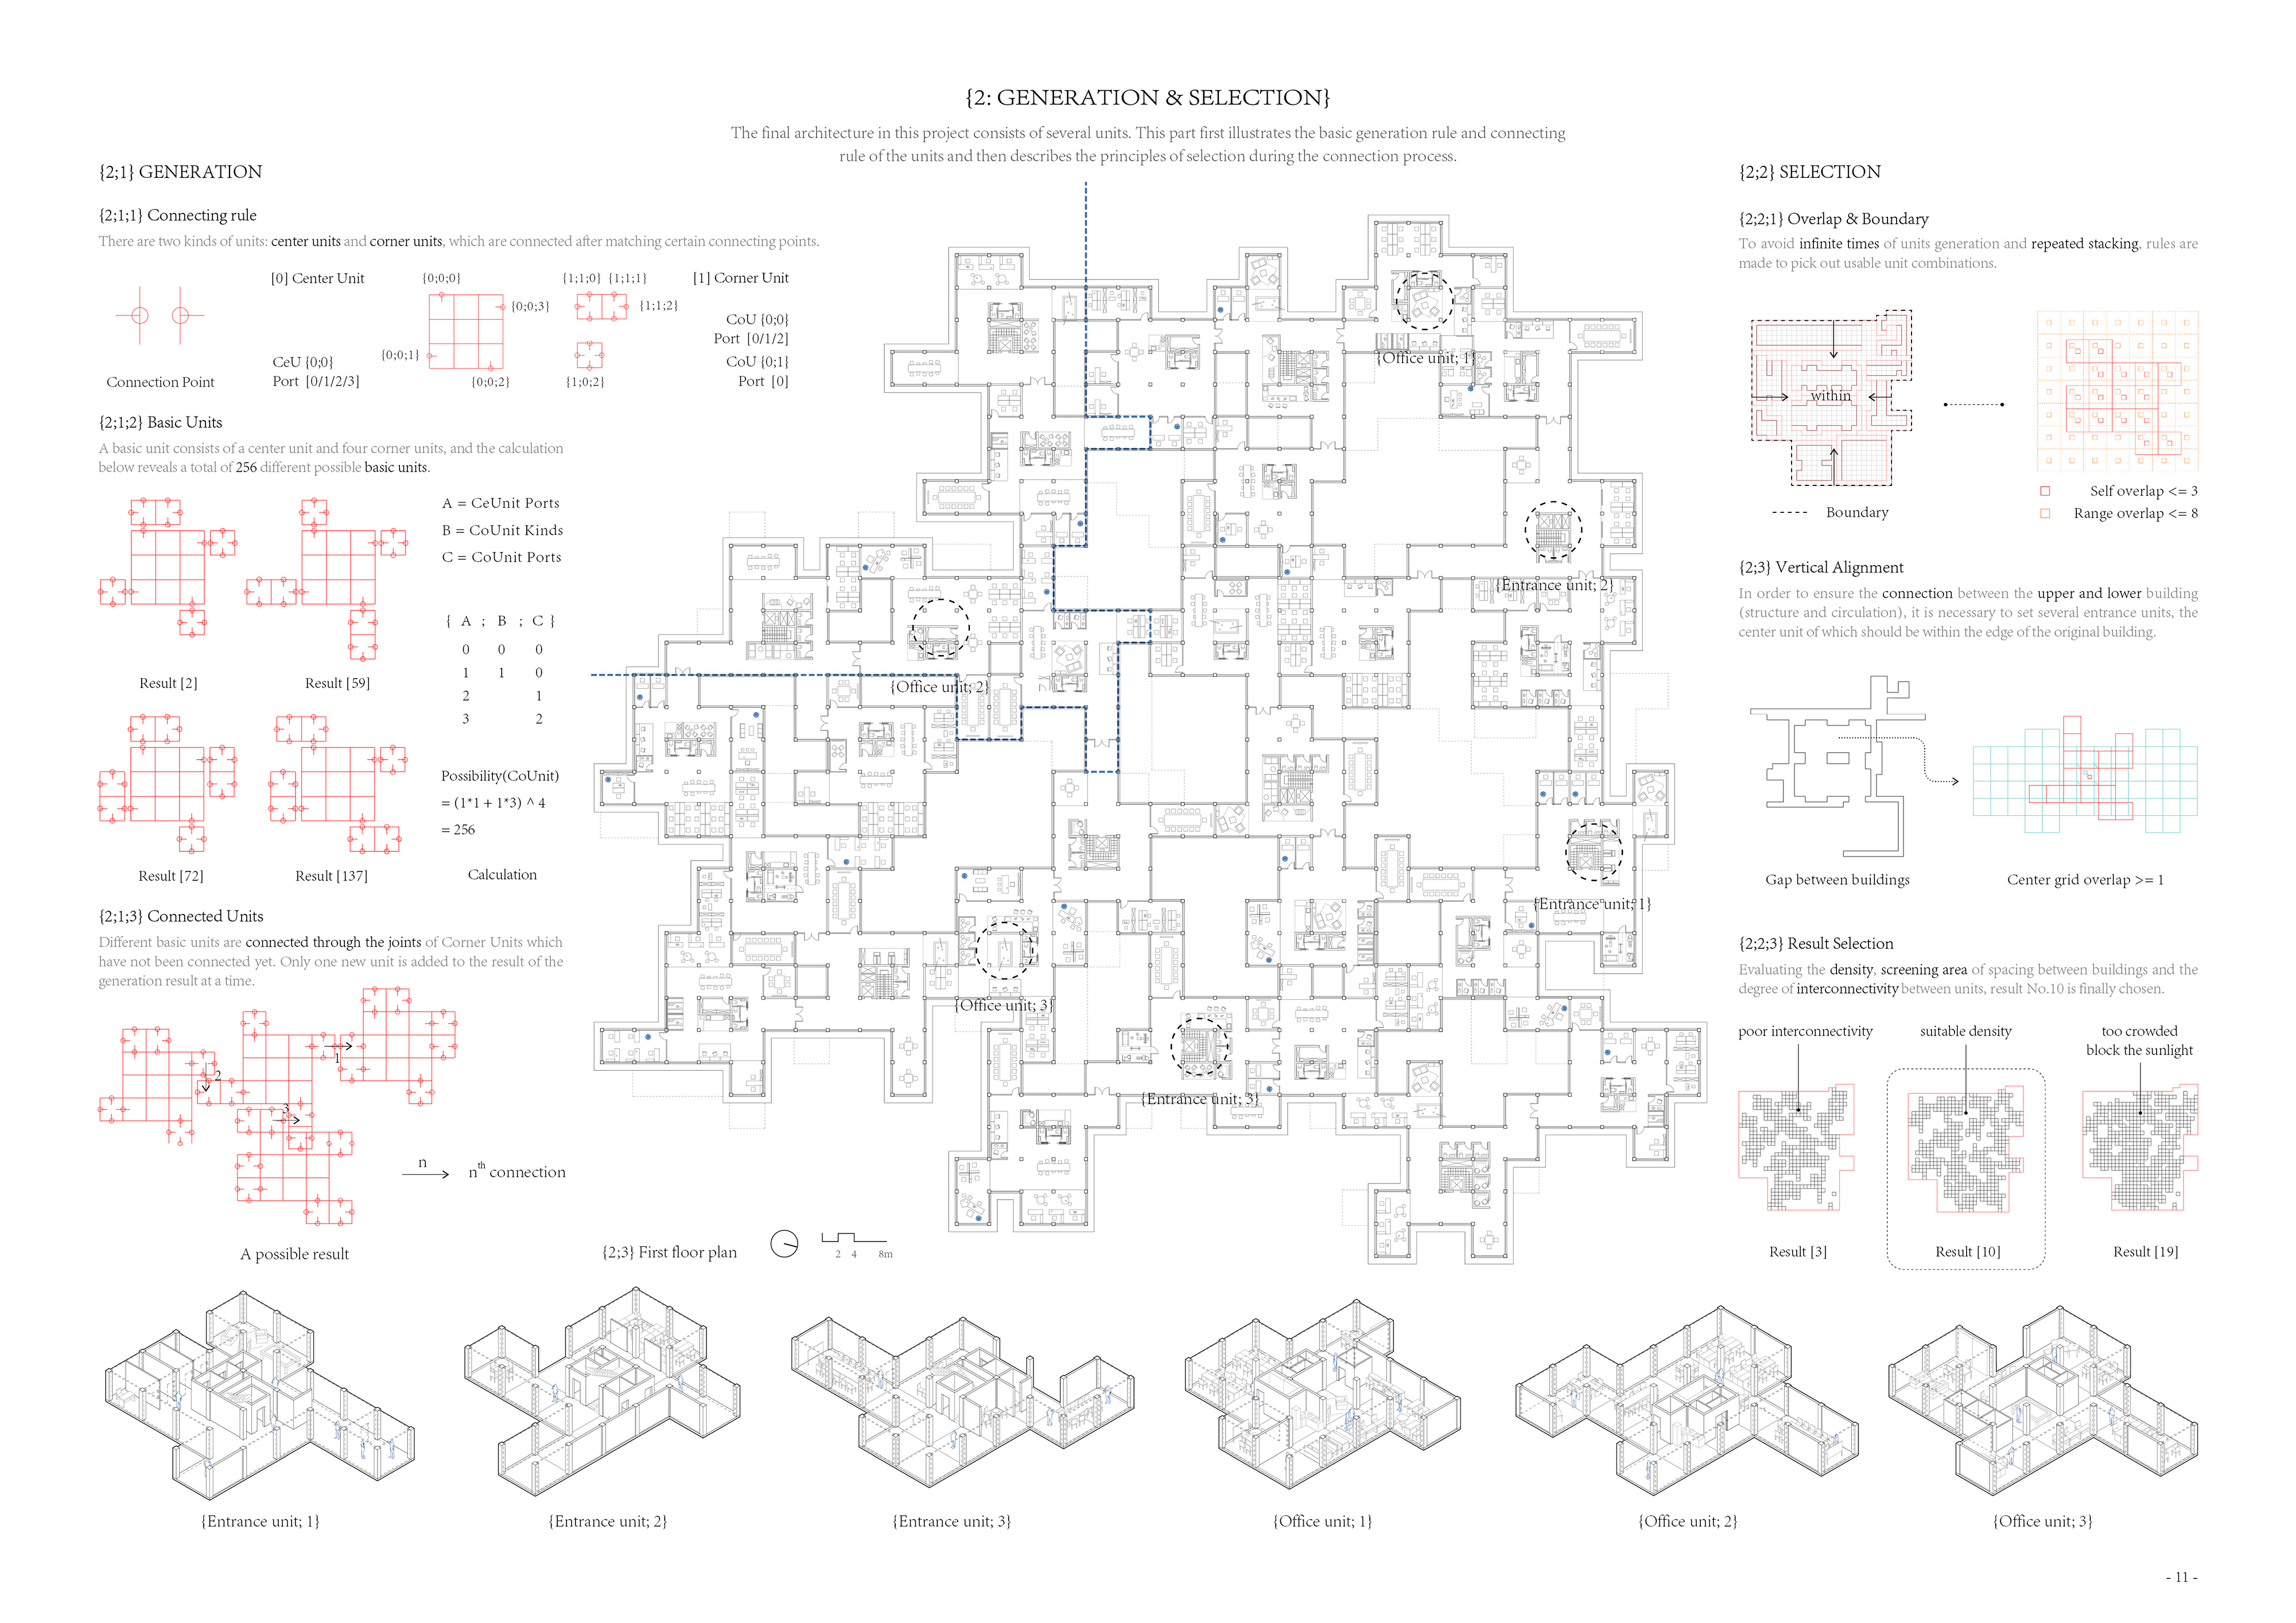 {2: GENERATION & SELECTION}
The final architecture in this project consists of several units. This part first illustrates the basic generation rule and connecting
rule of the units and then describes the principles of selection during the connection process.
{2;1} GENERATION
{2;1;1} Connecting rule
There are two kinds of units: center units and corner units, which are connected after matching certain connecting points.
Connection Point
[0] Center Unit
CeU {0;0}
Port [0/1/2/3]
{0;0;0}
{0;0;3}
{0;0;1}
{0;0;2}
{1;1;0} {1;1;1}
{1;1;2}
{1;0;2}
[1] Corner Unit
CoU {0;0}
Port [0/1/2]
CoU {0;1}
Port [0]
{2;1;2} Basic Units
A basic unit consists of a center unit and four corner units, and the calculation
below reveals a total of 256 different possible basic units.
Result [2]
Result [59]
Result [72]
Result [137]
A = CeUnit Ports
B = CoUnit Kinds
C = CoUnit Ports
{ A ; B ; C }
0 0 0
1 1 0
2 1
3 2
Possibility(CoUnit)
= (1*1 + 1*3) ^ 4
= 256
Calculation
{2;1;3} Connected Units
Different basic units are connected through the joints of Corner Units which
have not been connected yet. Only one new unit is added to the result of the
generation result at a time.
1
2
3
n
nth connection
A possible result
{Office unit; 1}
{Entrance unit; 2}
{Office unit; 2}
{Entrance unit; 1}
{Office unit; 3}
{Entrance unit; 3}
{2;3} First floor plan
2 4 8m
{2;2} SELECTION
{2;2;1} Overlap & Boundary
To avoid infinite times of units generation and repeated stacking, rules are
made to pick out usable unit combinations.
within
Boundary
Self overlap <= 3
Range overlap <= 8
{2;3} Vertical Alignment
In order to ensure the connection between the upper and lower building
(structure and circulation), it is necessary to set several entrance units, the
center unit of which should be within the edge of the original building.
Gap between buildings
Center grid overlap >= 1
{2;2;3} Result Selection
Evaluating the density, screening area of spacing between buildings and the
degree of interconnectivity between units, result No.10 is finally chosen.
poor interconnectivity
suitable density
too crowded
block the sunlight
Result [3]
Result [10]
Result [19]
{Entrance unit; 1}
{Entrance unit; 2}
{Entrance unit; 3}
{Office unit; 1}
{Office unit; 2}
{Office unit; 3}
- 11 -